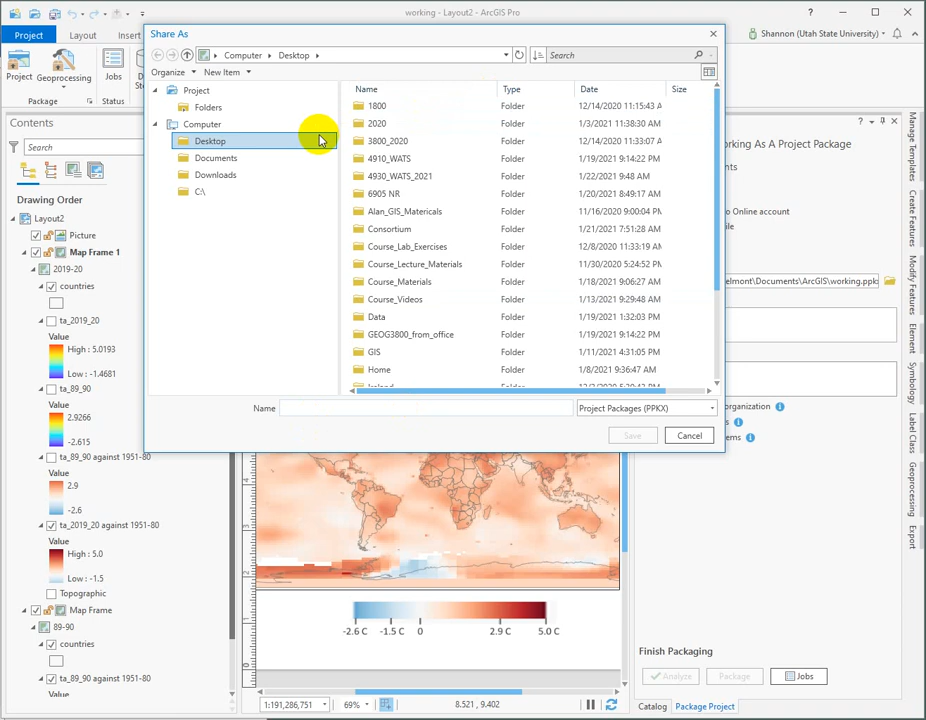 working - Layout2 - ArcGIS Pro
?
Project
Layout
Insert
Shannon (Utah State University)
Project
Geoprocessing
Jobs
Package
Status
Share As
Computer
Desktop
Search
Organize
New Item
Project
Folders
Computer
Desktop
Documents
Downloads
C:\
Name Type Date Size
1800 Folder 12/14/2020 11:15:43 A
2020 Folder 1/3/2021 11:38:30 AM
3800_2020 Folder 12/14/2020 11:33:07 A
4910_WATS Folder 1/19/2021 9:14:22 PM
4930_WATS_2021 Folder 1/22/2021 9:48 AM
6905 NR Folder 1/20/2021 8:49:17 AM
Alan_GIS_Matericals Folder 11/16/2020 9:00:04 P
Consortium Folder 1/21/2021 7:51:28 AM
Course_Lab_Exercises Folder 12/8/2020 11:33:19 A
Course_Lecture_Materials Folder 11/30/2020 5:24:52 P
Course_Materials Folder 1/18/2021 9:06:27 AM
Course_Videos Folder 1/13/2021 9:29:48 AM
Data Folder 1/19/2021 1:32:03 PM
GEOG3800_from_office Folder 1/19/2021 9:14:22 PM
GIS Folder 1/11/2021 4:31:05 PM
Home Folder 1/8/2021 9:36:47 AM
Name
Project Packages (PPKX)
Save
Cancel
Contents
Search
Drawing Order
Layout2
Picture
Map Frame 1
2019-20
countries
ta_2019_20
Value
High : 5.0193
Low : -1.4681
ta_89_90
Value
2.9266
-2.615
ta_89_90 against 1951-80
Value
2.9
-2.6
ta_2019_20 against 1951-80
Value
High : 5.0
Low : -1.5
Topographic
Map Frame
89-90
countries
ta_89_90 against 1951-80
Value
4
3
2
1
0
-2.6 C -1.5 C 0 2.9 C 5.0 C
1:191,286,751
69%
8.521, 9.402
?
rking As A Project Package
nts
o Online account
ile
elmont\Documents\ArcGIS\working.ppkx
organization
s
ems
Finish Packaging
Analyze
Package
Jobs
Catalog
Package Project
Manage Templates
Create Features
Modify Features
Element
Symbology
Label Class
Geoprocessing
Export